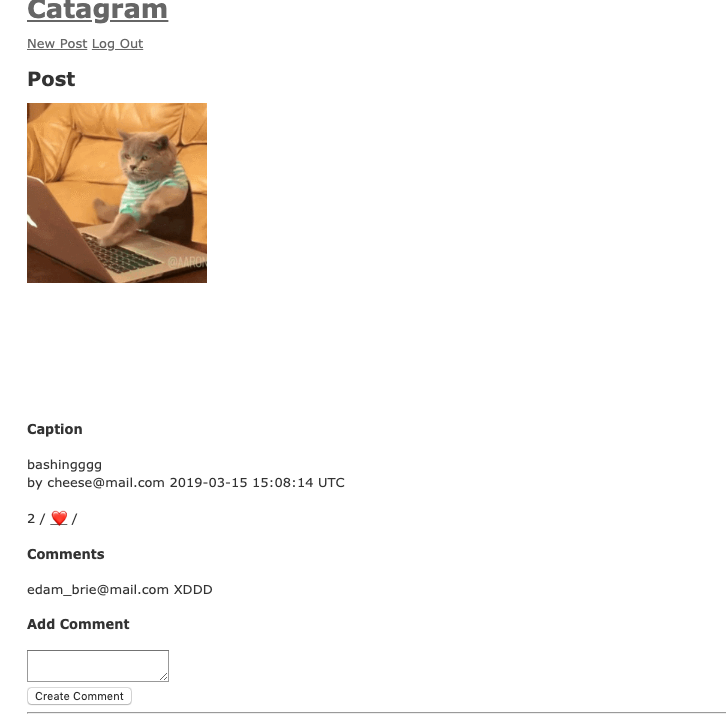 Catagram
New Post Log Out
Post
@AARON
Caption
bashingggg
by cheese@mail.com 2019-03-15 15:08:14 UTC
2 / ❤️ /
Comments
edam_brie@mail.com XDDD
Add Comment
Create Comment